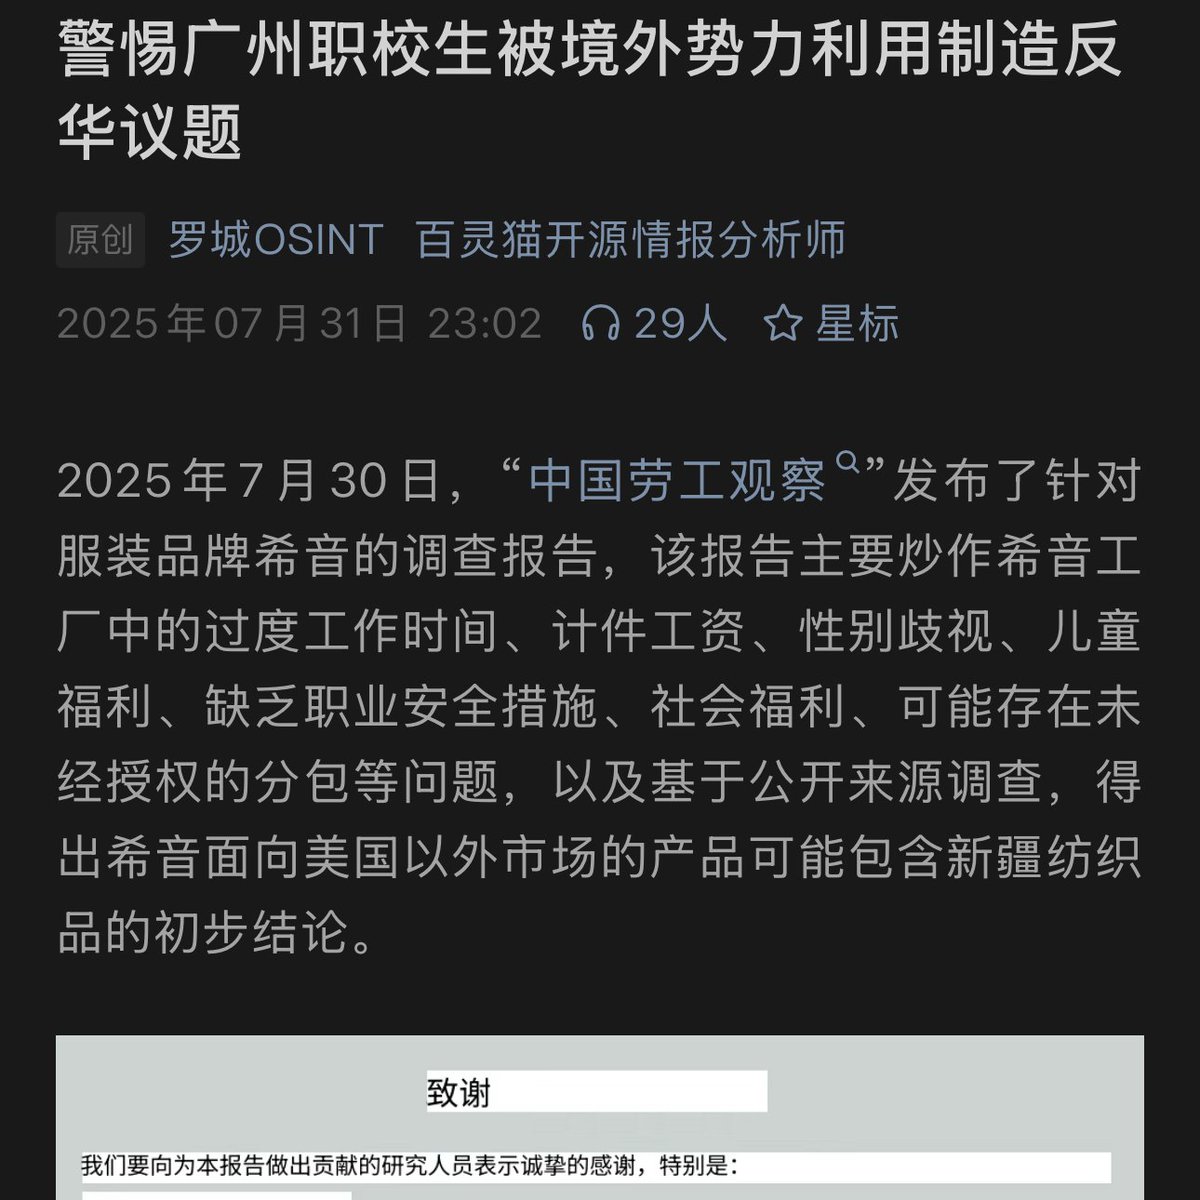 警惕广州职校生被境外势力利用制造反
华议题
原创 罗城OSINT 百灵猫开源情报分析师
2025年07月31日 23:02 29人 星标
2025年7月30日，“中国劳工观察”发布了针对
服装品牌希音的调查报告，该报告主要炒作希音工
厂中的过度工作时间、计件工资、性别歧视、儿童
福利、缺乏职业安全措施、社会福利、可能存在未
经授权的分包等问题，以及基于公开来源调查，得
出希音面向美国以外市场的产品可能包含新疆纺织
品的初步结论。
致谢
我们要向为本报告做出贡献的研究人员表示诚挚的感谢，特别是：